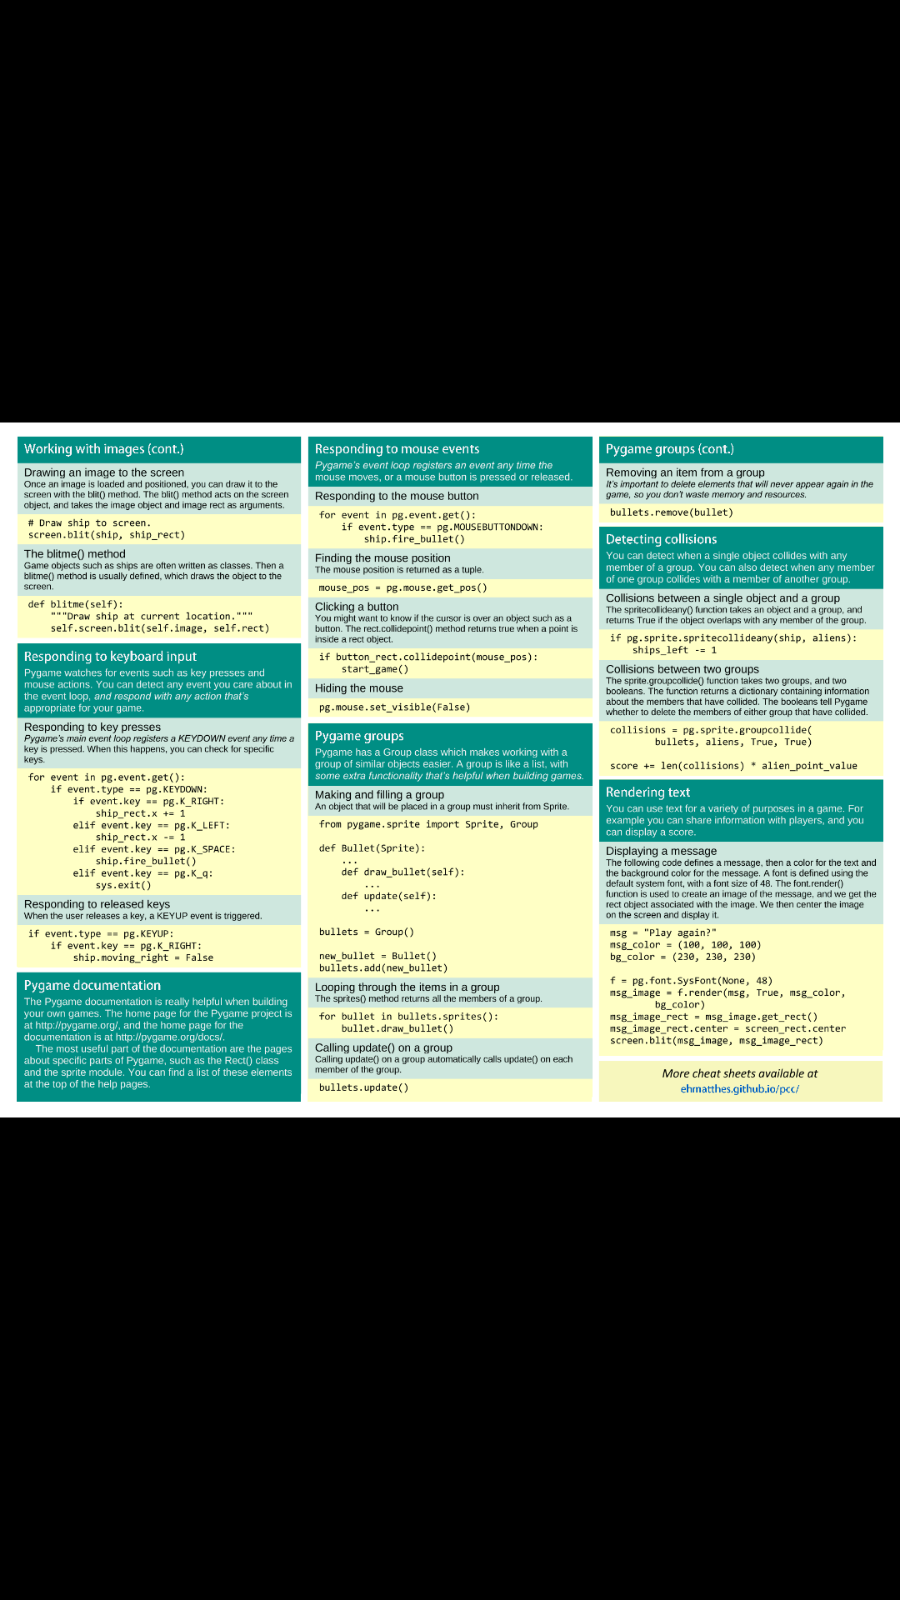 Working with images (cont.)
Drawing an image to the screen
Once an image is loaded and positioned, you can draw it to the
screen with the blit() method. The blit() method acts on the screen
object, and takes the image object and image rect as arguments.
# Draw ship to screen.
screen.blit(ship, ship_rect)
The blitme() method
Game objects such as ships are often written as classes. Then a
blitme() method is usually defined, which draws the object to the
screen.
def blitme(self):
"""Draw ship at current location."""
self.screen.blit(self.image, self.rect)
Responding to keyboard input
Pygame watches for events such as key presses and
mouse actions. You can detect any event you care about in
the event loop, and respond with any action that's
appropriate for your game.
Responding to key presses
Pygame's main event loop registers a KEYDOWN event any time a
key is pressed. When this happens, you can check for specific
keys.
for event in pg.event.get():
if event.type == pg.KEYDOWN:
if event.key == pg.K_RIGHT:
ship_rect.x += 1
elif event.key == pg.K_LEFT:
ship_rect.x -= 1
elif event.key == pg.K_SPACE:
ship.fire_bullet()
elif event.key == pg.K_q:
sys.exit()
Responding to released keys
When the user releases a key, a KEYUP event is triggered.
if event.type == pg.KEYUP:
if event.key == pg.K_RIGHT:
ship.moving_right = False
Pygame documentation
The Pygame documentation is really helpful when building
your own games. The home page for the Pygame project is
at http://pygame.org/, and the home page for the
documentation is at http://pygame.org/docs/.
The most useful part of the documentation are the pages
about specific parts of Pygame, such as the Rect() class
and the sprite module. You can find a list of these elements
at the top of the help pages.
Responding to mouse events
Pygame's event loop registers an event any time the
mouse moves, or a mouse button is pressed or released.
Responding to the mouse button
for event in pg.event.get():
if event.type == pg.MOUSEBUTTONDOWN:
ship.fire_bullet()
Finding the mouse position
The mouse position is returned as a tuple.
mouse_pos = pg.mouse.get_pos()
Clicking a button
You might want to know if the cursor is over an object such as a
button. The rect.collidepoint() method returns true when a point is
inside a rect object.
if button_rect.collidepoint(mouse_pos):
start_game()
Hiding the mouse
pg.mouse.set_visible(False)
Pygame groups
Pygame has a Group class which makes working with a
group of similar objects easier. A group is like a list, with
some extra functionality that's helpful when building games.
Making and filling a group
An object that will be placed in a group must inherit from Sprite.
from pygame.sprite import Sprite, Group
def Bullet(Sprite):
...
def draw_bullet(self):
...
def update(self):
...
bullets = Group()
new_bullet = Bullet()
bullets.add(new_bullet)
Looping through the items in a group
The sprites() method returns all the members of a group.
for bullet in bullets.sprites():
bullet.draw_bullet()
Calling update() on a group
Calling update() on a group automatically calls update() on each
member of the group.
bullets.update()
Pygame groups (cont.)
Removing an item from a group
It's important to delete elements that will never appear again in the
game, so you don't waste memory and resources.
bullets.remove(bullet)
Detecting collisions
You can detect when a single object collides with any
member of a group. You can also detect when any member
of one group collides with a member of another group.
Collisions between a single object and a group
The spritecollideany() function takes an object and a group, and
returns True if the object overlaps with any member of the group.
if pg.sprite.spritecollideany(ship, aliens):
ships_left -= 1
Collisions between two groups
The sprite.groupcollide() function takes two groups, and two
booleans. The function returns a dictionary containing information
about the members that have collided. The booleans tell Pygame
whether to delete the members of either group that have collided.
collisions = pg.sprite.groupcollide(
bullets, aliens, True, True)
score += len(collisions) * alien_point_value
Rendering text
You can use text for a variety of purposes in a game. For
example you can share information with players, and you
can display a score.
Displaying a message
The following code defines a message, then a color for the text and
the background color for the message. A font is defined using the
default system font, with a font size of 48. The font.render()
function is used to create an image of the message, and we get the
rect object associated with the image. We then center the image
on the screen and display it.
msg = "Play again?"
msg_color = (100, 100, 100)
bg_color = (230, 230, 230)
f = pg.font.SysFont(None, 48)
msg_image = f.render(msg, True, msg_color,
bg_color)
msg_image_rect = msg_image.get_rect()
msg_image_rect.center = screen_rect.center
screen.blit(msg_image, msg_image_rect)
More cheat sheets available at
ehmatthes.github.io/pcc/